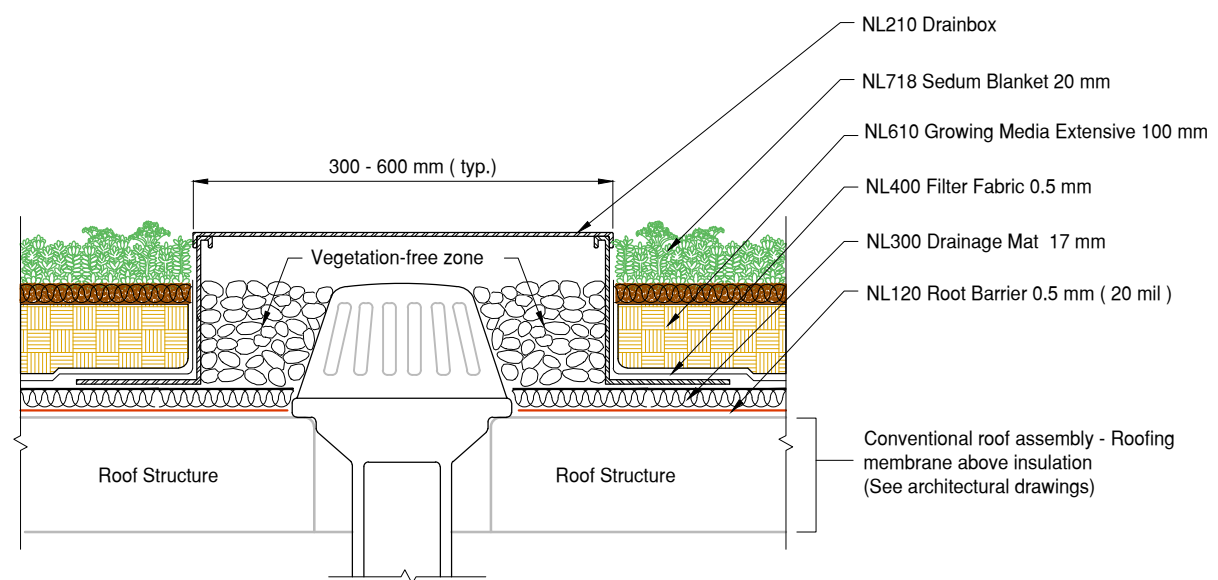 NL210 Drainbox
NL718 Sedum Blanket 20 mm
NL610 Growing Media Extensive 100 mm
300 - 600 mm ( typ.)
NL400 Filter Fabric 0.5 mm
NL300 Drainage Mat  17 mm
Vegetation-free zone
NL120 Root Barrier 0.5 mm ( 20 mil )
Conventional roof assembly - Roofing
membrane above insulation
(See architectural drawings)
Roof Structure
Roof Structure